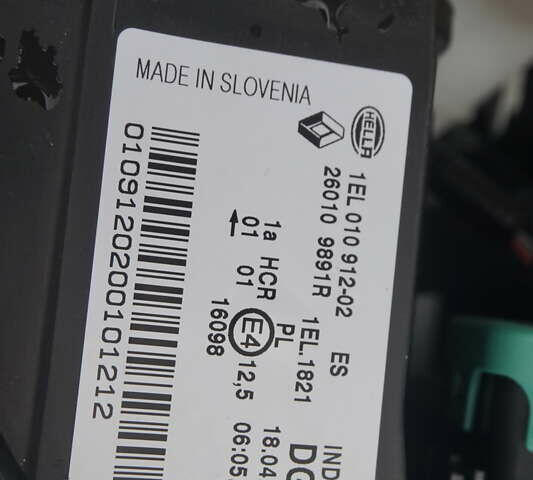 MADE IN SLOVENIA
HELLA
1EL 010 912-02 ES IND
26010 9891R 1EL.1821
1a HCR PL 18.04
01 01 E4 12,5 06:05
16098
0109120200101212